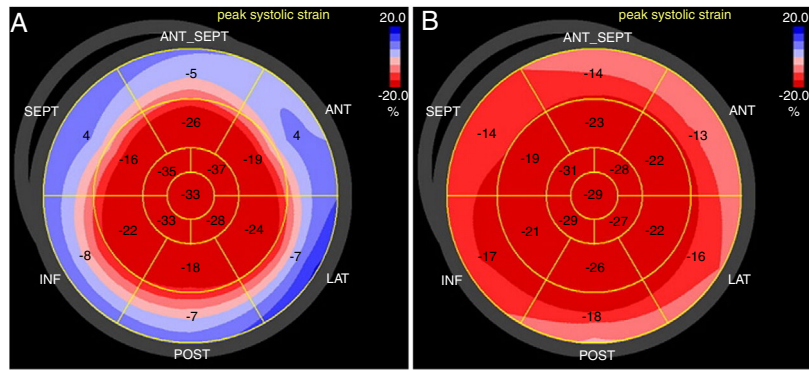 A
peak systolic strain
20.0
-20.0
%
ANT_SEPT
SEPT
ANT
INF
LAT
POST
-5
4
4
-26
-16
-19
-35
-37
-33
-33
-28
-22
-24
-8
-7
-18
-7
B
peak systolic strain
20.0
-20.0
%
ANT_SEPT
SEPT
ANT
INF
LAT
POST
-14
-14
-13
-23
-19
-22
-31
-28
-29
-29
-27
-21
-22
-17
-16
-26
-18